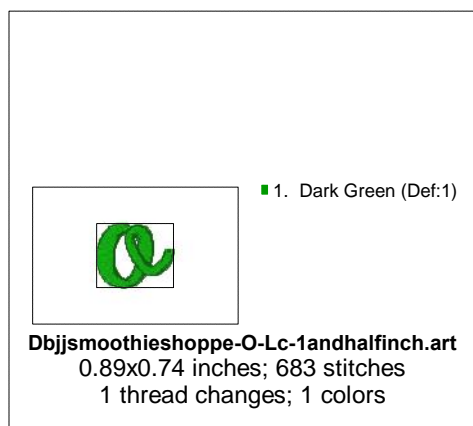 1. Dark Green (Def:1)
Dbjjsmoothieshoppe-O-Lc-1andhalfinch.art
0.89x0.74 inches; 683 stitches
1 thread changes; 1 colors